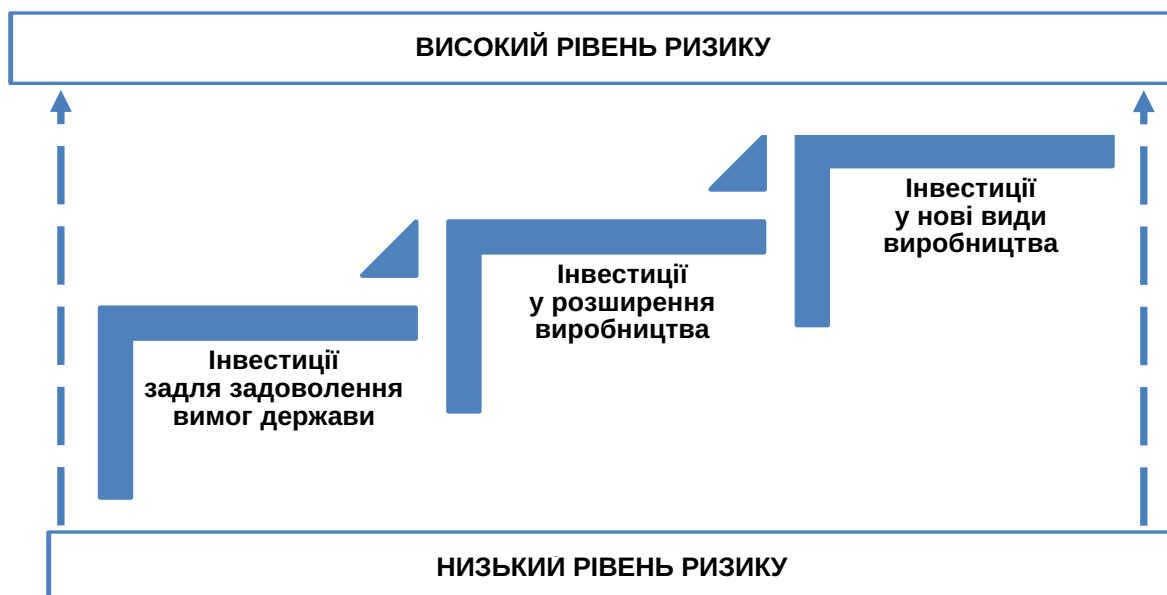 ВИСОКИЙ РІВЕНЬ РИЗИКУ
Інвестиції
у нові види
виробництва
Інвестиції
у розширення
виробництва
Інвестиції
задля задоволення
вимог держави
НИЗЬКИЙ РІВЕНЬ РИЗИКУ